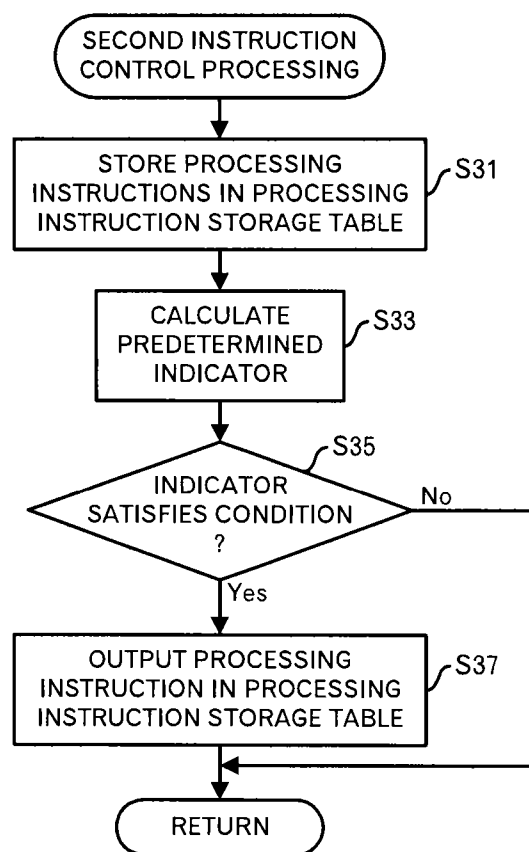 SECOND INSTRUCTION
CONTROL PROCESSING
STORE PROCESSING
INSTRUCTIONS IN PROCESSING
INSTRUCTION STORAGE TABLE
S31
CALCULATE
PREDETERMINED
INDICATOR
S33
S35
INDICATOR
SATISFIES CONDITION
?
No
Yes
OUTPUT PROCESSING
INSTRUCTION IN PROCESSING
INSTRUCTION STORAGE TABLE
S37
RETURN